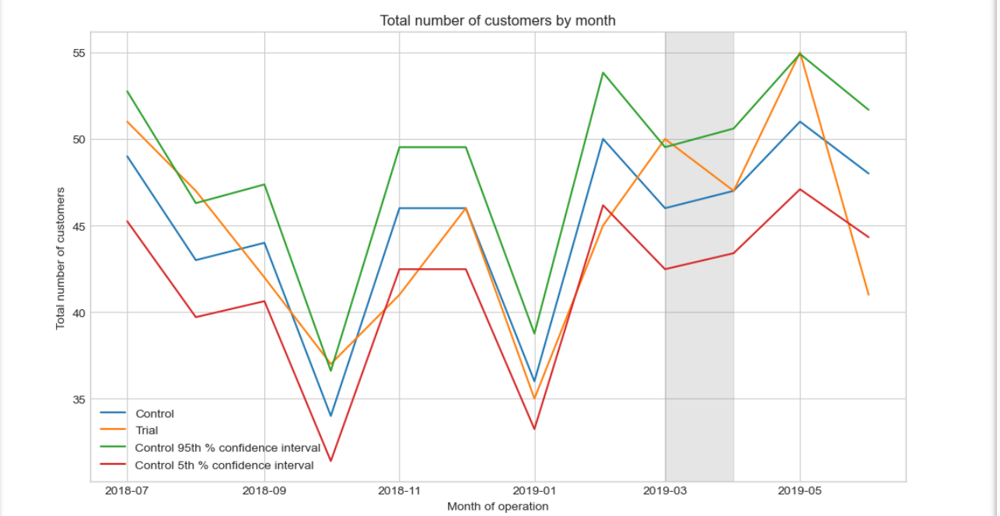 Total number of customers by month
55
50
45
40
35
Total number of customers
Control
Trial
Control 95th % confidence interval
Control 5th % confidence interval
2018-07 2018-09 2018-11 2019-01 2019-03 2019-05
Month of operation